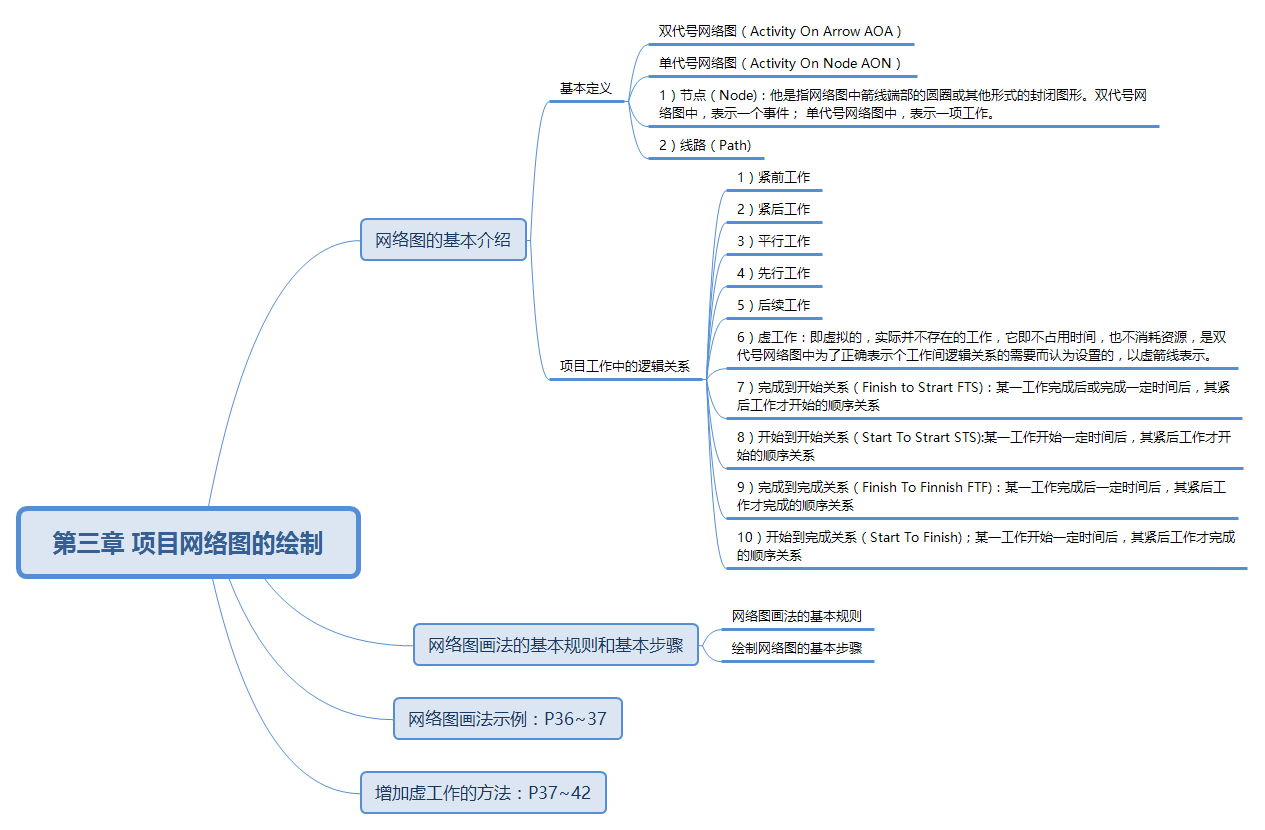 双代号网络图（Activity On Arrow AOA）
单代号网络图（Activity On Node AON ）
基本定义
1）节点（Node)：他是指网络图中箭线端部的圆圈或其他形式的封闭图形。双代号网
络图中，表示一个事件； 单代号网络图中，表示一项工作。
2）线路（Path)
1）紧前工作
2）紧后工作
网络图的基本介绍
3）平行工作
4）先行工作
5）后续工作
6）虚工作：即虚拟的，实际并不存在的工作，它即不占用时间，也不消耗资源，是双
代号网络图中为了正确表示个工作间逻辑关系的需要而认为设置的，以虚箭线表示。
项目工作中的逻辑关系
7）完成到开始关系（Finish to Strart FTS)：某一工作完成后或完成一定时间后，其紧
后工作才开始的顺序关系
8）开始到开始关系（Start To Strart STS):某一工作开始一定时间后，其紧后工作才开
始的顺序关系
9）完成到完成关系（Finish To Finnish FTF)：某一工作完成后一定时间后，其紧后工
作才完成的顺序关系
10）开始到完成关系（Start To Finish)；某一工作开始一定时间后，其紧后工作才完成
的顺序关系
第三章 项目网络图的绘制
网络图画法的基本规则和基本步骤
网络图画法的基本规则
绘制网络图的基本步骤
网络图画法示例：P36~37
增加虚工作的方法：P37~42